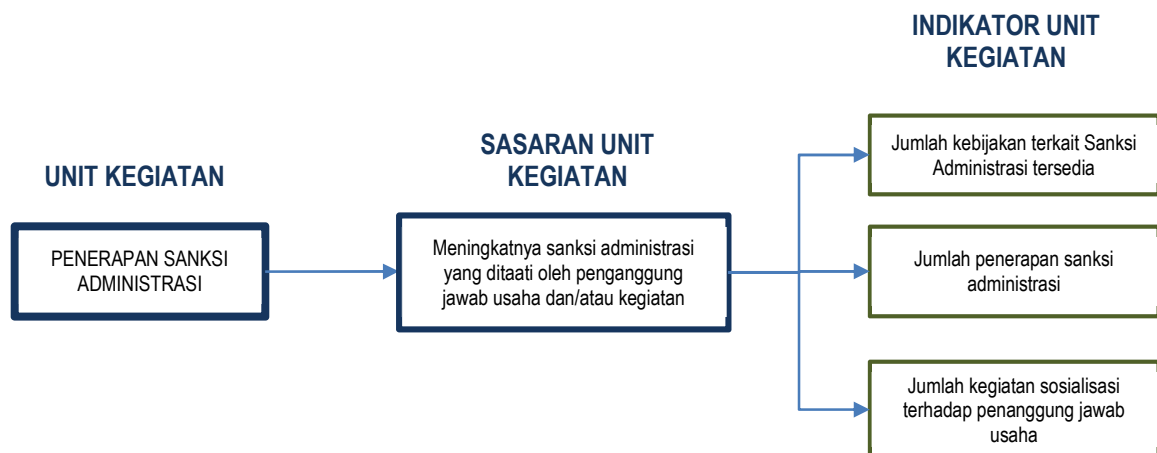 UNIT KEGIATAN
PENERAPAN SANKSI
ADMINISTRASI
SASARAN UNIT
KEGIATAN
Meningkatnya sanksi administrasi
yang ditaati oleh penganggung
jawab usaha dan/atau kegiatan
INDIKATOR UNIT
KEGIATAN
Jumlah kebijakan terkait Sanksi
Administrasi tersedia
Jumlah penerapan sanksi
administrasi
Jumlah kegiatan sosialisasi
terhadap penanggung jawab
usaha